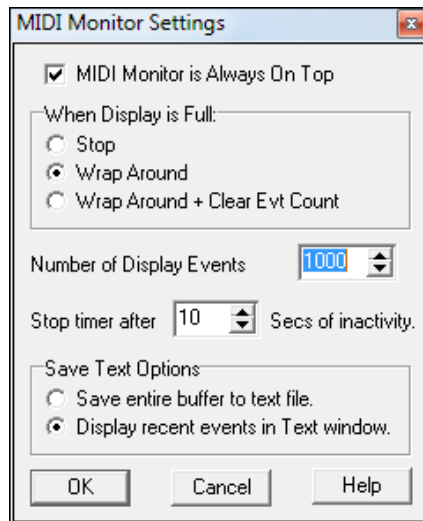 MIDI Monitor Settings
MIDI Monitor is Always On Top
When Display is Full:
Stop
Wrap Around
Wrap Around + Clear Evt Count
Number of Display Events 1000
Stop timer after 10 Secs of inactivity.
Save Text Options
Save entire buffer to text file.
Display recent events in Text window.
OK Cancel Help